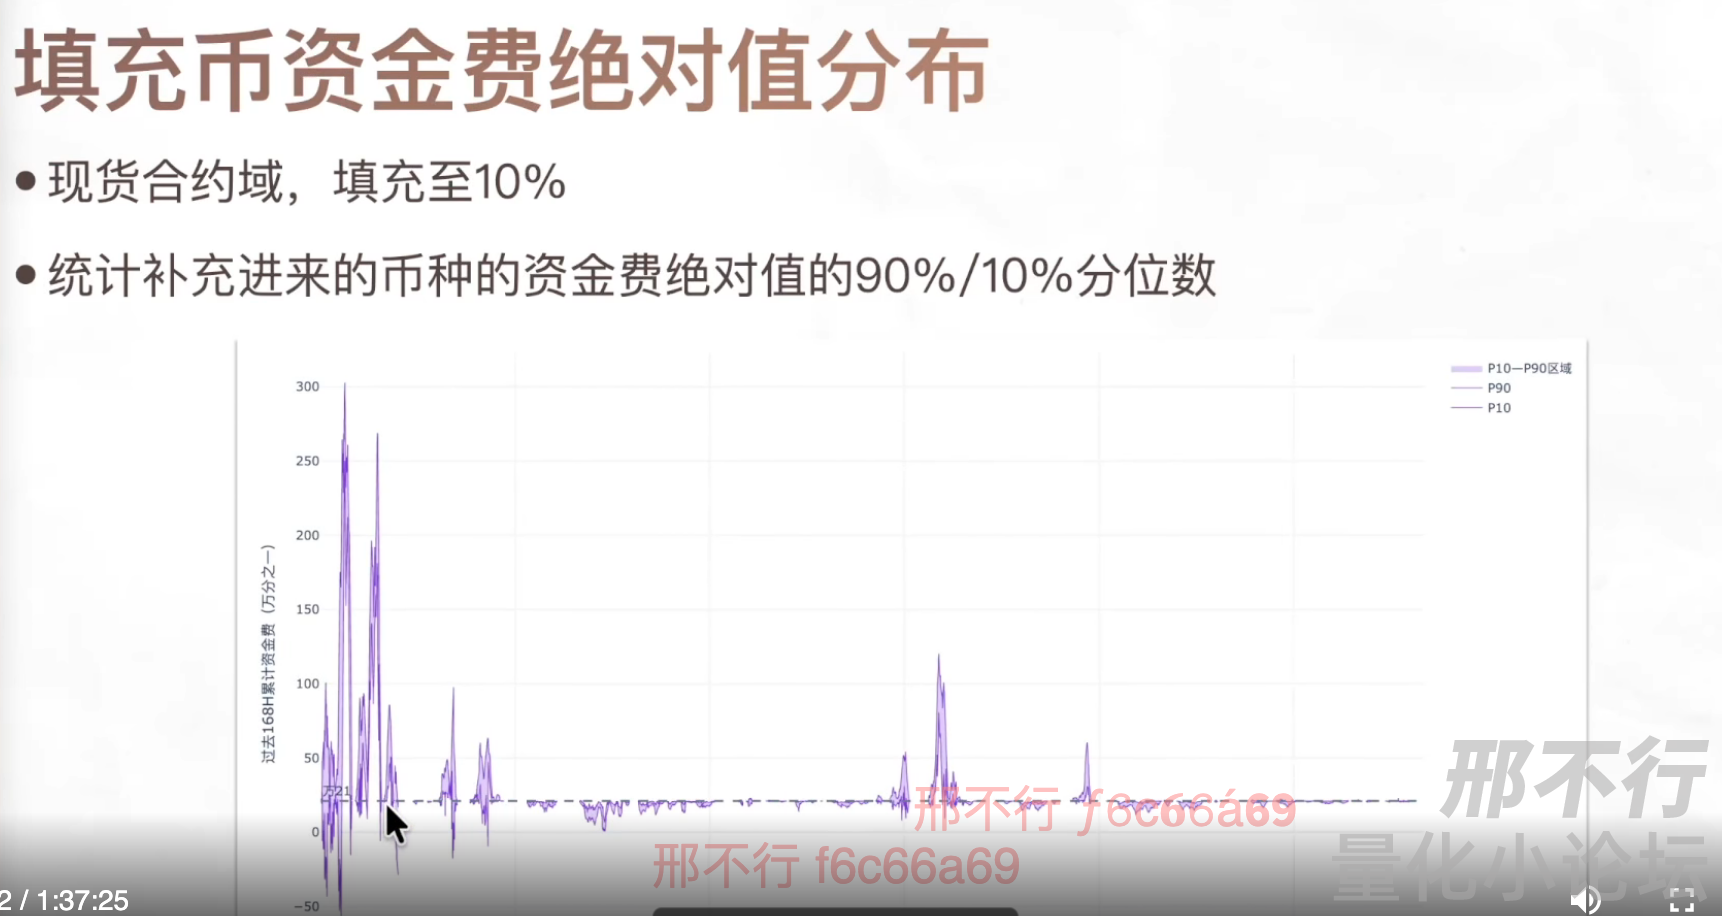 填充币资金费绝对值分布
• 现货合约域，填充至10%
• 统计补充进来的币种的资金费绝对值的90%/10%分位数
P10—P90区域
P90
P10
300
250
200
150
100
50
0
−50
过去168H累计资金费（万分之一）
万21
邢不行
量化小论坛
邢不行 f6c66a69
邢不行 f6c66a69
2 / 1:37:25